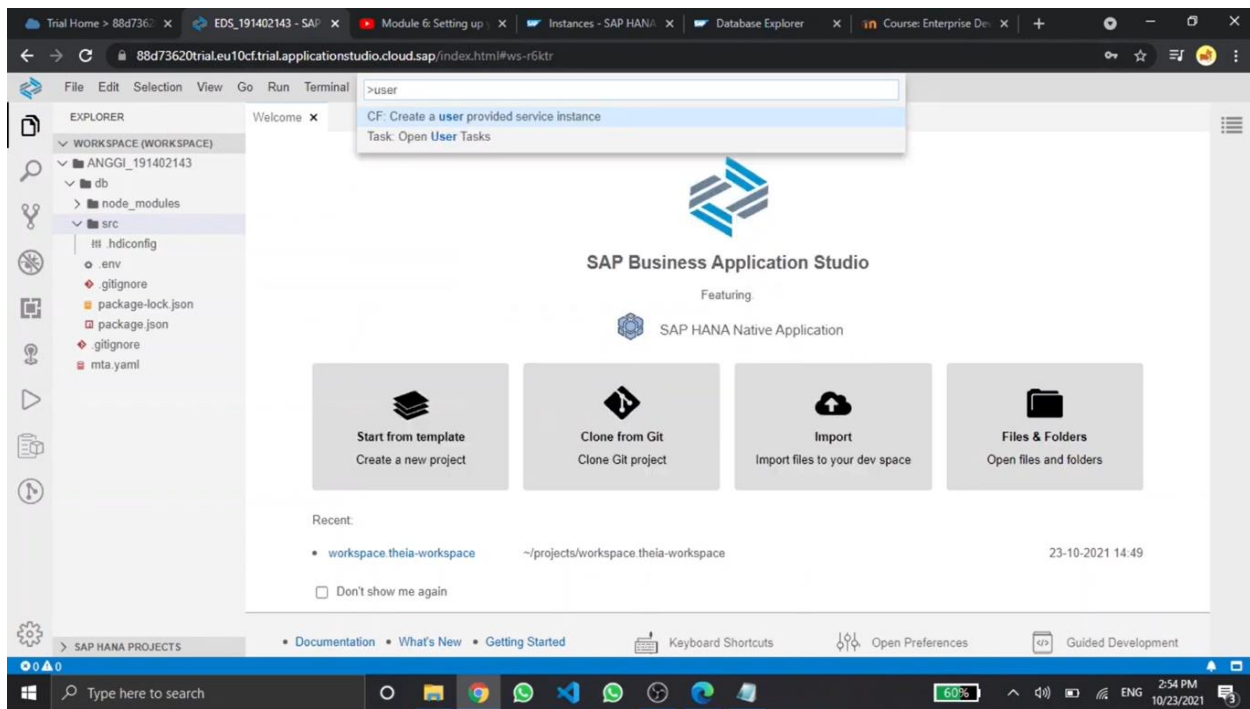 Trial Home > 88d7362
EDS_191402143 - SAP
Module 6: Setting up y
Instances - SAP HANA
Database Explorer
Course: Enterprise De
88d73620trial.eu10cf.trial.applicationstudio.cloud.sap/index.html#ws-r6ktr
File Edit Selection View Go Run Terminal
>user
CF: Create a user provided service instance
Task: Open User Tasks
EXPLORER
WORKSPACE (WORKSPACE)
ANGGI_191402143
db
node_modules
src
.hdiconfig
.env
.gitignore
package-lock.json
package.json
.gitignore
mta.yaml
SAP HANA PROJECTS
Welcome
SAP Business Application Studio
Featuring:
SAP HANA Native Application
Start from template
Create a new project
Clone from Git
Clone Git project
Import
Import files to your dev space
Files & Folders
Open files and folders
Recent:
workspace.theia-workspace ~/projects/workspace.theia-workspace 23-10-2021 14:49
Don't show me again
Documentation • What's New • Getting Started
Keyboard Shortcuts
Open Preferences
Guided Development
0 0
Type here to search
60%
ENG
2:54 PM
10/23/2021
3